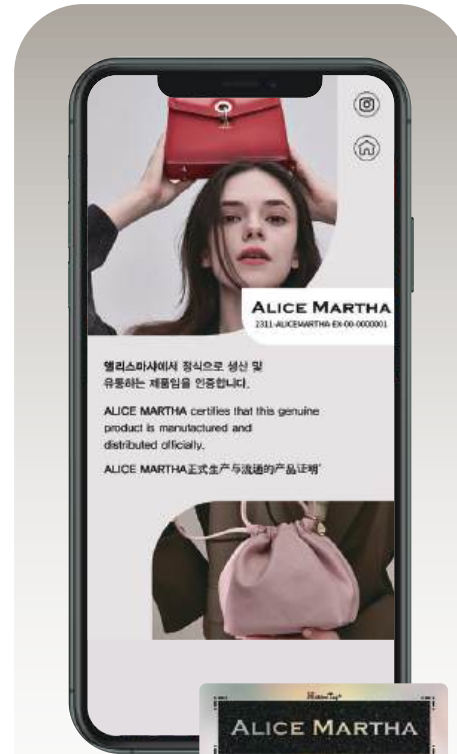 ALICE MARTHA
2311-ALICEMARTHA-EX-00-0000001
앨리스마샤에서 정식으로 생산 및
유통하는 제품임을 인증합니다.
ALICE MARTHA certifies that this genuine
product is manufactured and
distributed officially.
ALICE MARTHA正式生产与流通的产品证明"
HiddenTag®
ALICE MARTHA